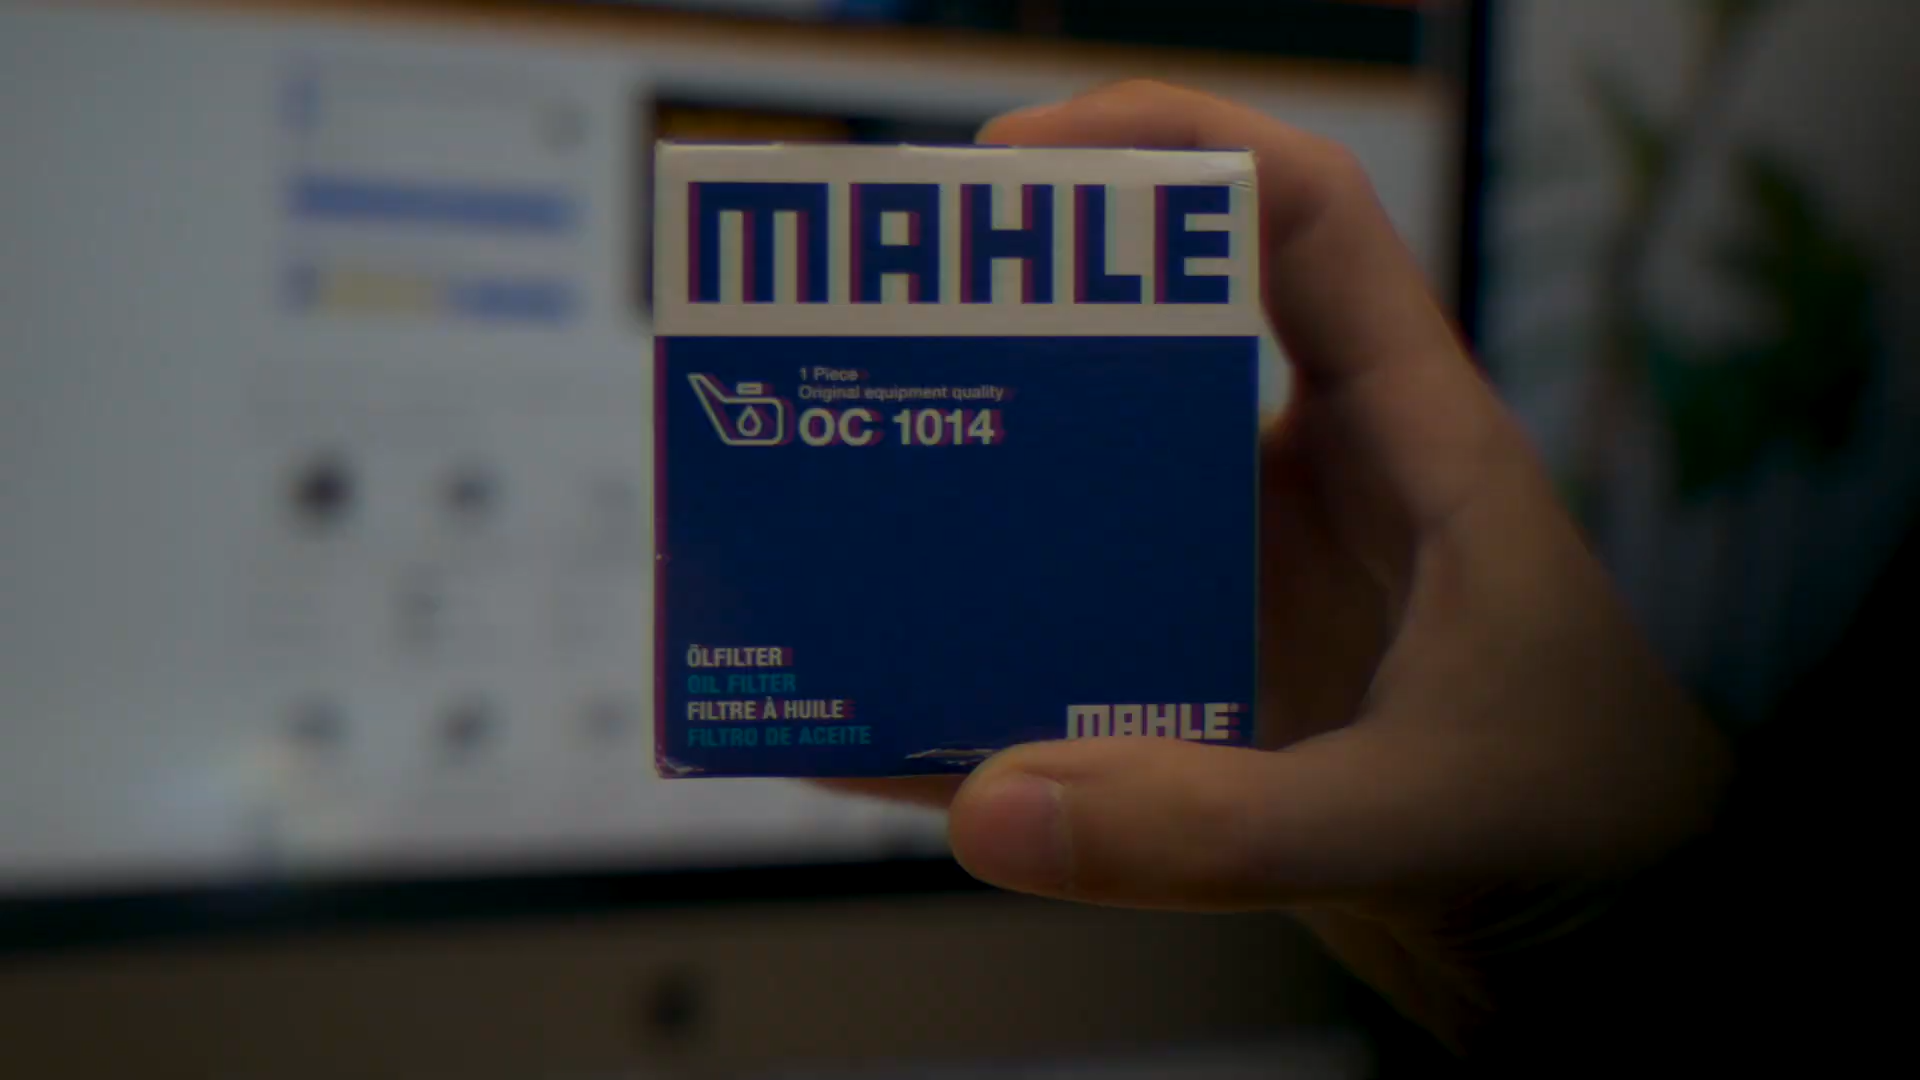 MAHLE
1 Piece
Original equipment quality
OC 1014
ÖLFILTER
OIL FILTER
FILTRE À HUILE
FILTRO DE ACEITE
MAHLE